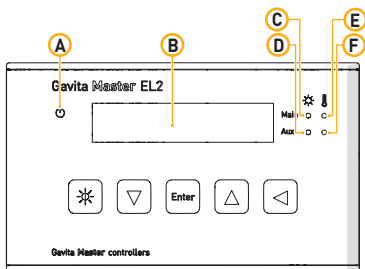 A B C E
D F
Gavita Master EL2
Main
Aux
Enter
Gavita Master controllers